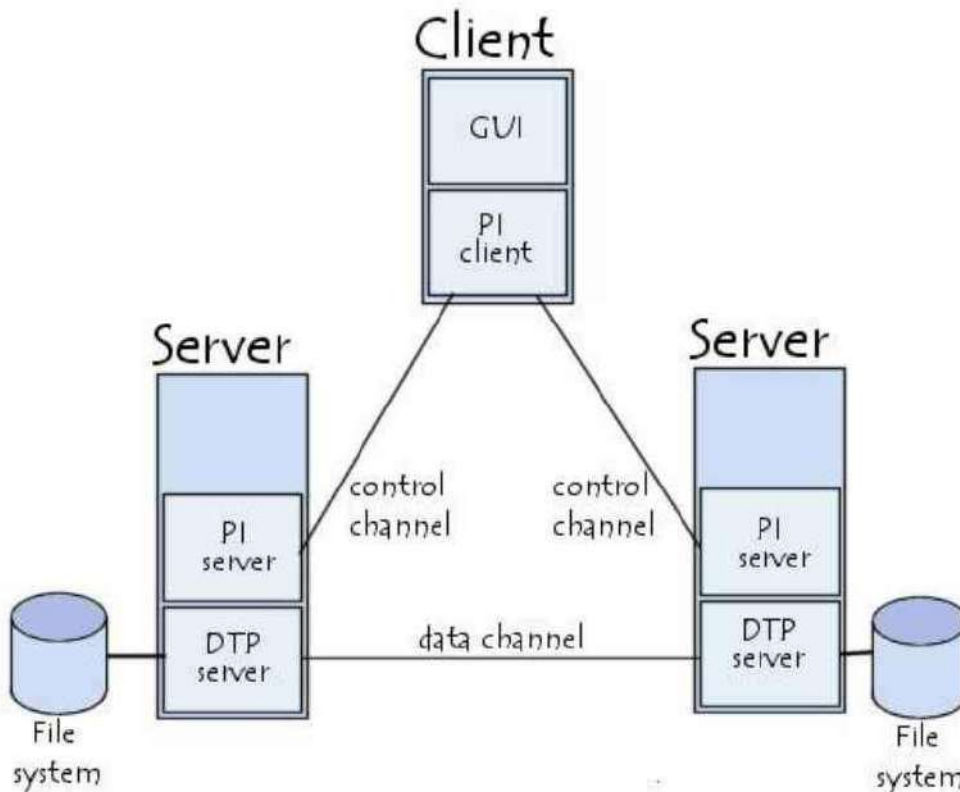 Client
GUI
PI
client
Server
Server
control
channel
control
channel
PI
server
PI
server
DTP
server
data channel
DTP
server
File
system
File
system